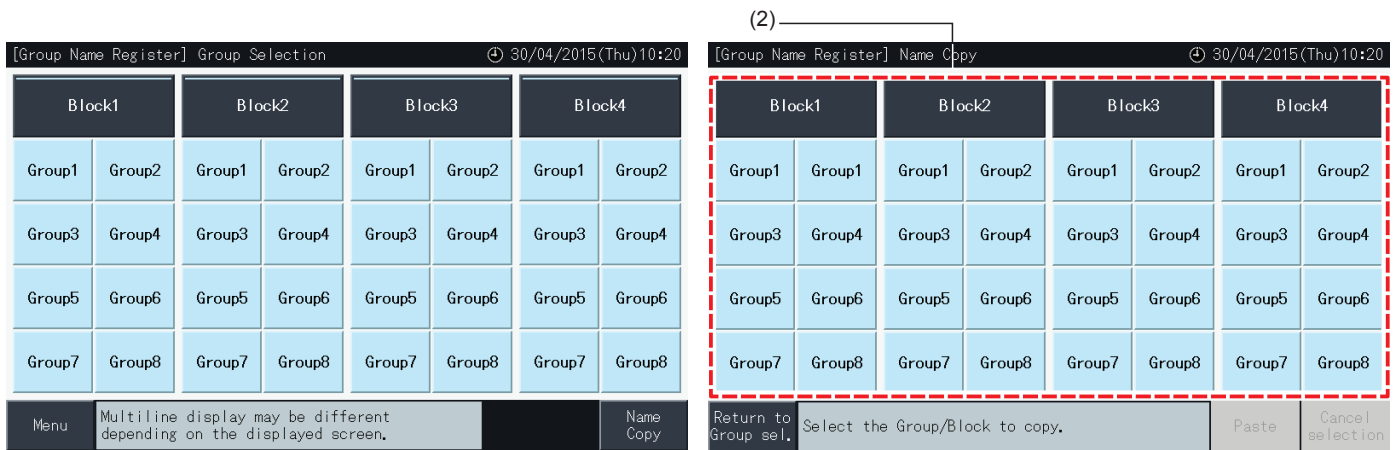 (2)
[Group Name Register] Group Selection 30/04/2015(Thu)10:20
Block1 Block2 Block3 Block4
Group1 Group2 Group1 Group2 Group1 Group2 Group1 Group2
Group3 Group4 Group3 Group4 Group3 Group4 Group3 Group4
Group5 Group6 Group5 Group6 Group5 Group6 Group5 Group6
Group7 Group8 Group7 Group8 Group7 Group8 Group7 Group8
Menu
Multiline display may be different
depending on the displayed screen.
Name
Copy
[Group Name Register] Name Copy 30/04/2015(Thu)10:20
Block1 Block2 Block3 Block4
Group1 Group1 Group1 Group2 Group1 Group2 Group1 Group2
Group3 Group4 Group3 Group4 Group3 Group4 Group3 Group4
Group5 Group6 Group5 Group6 Group5 Group6 Group5 Group6
Group7 Group8 Group7 Group8 Group7 Group8 Group7 Group8
Return to
Group sel.
Select the Group/Block to copy.
Paste
Cancel
selection